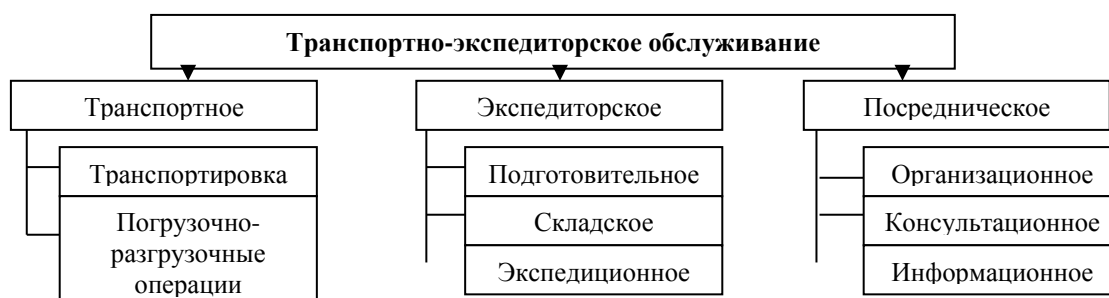 Транспортно-экспедиторское обслуживание
Транспортное
Экспедиторское
Посредническое
Транспортировка
Погрузочно-
разгрузочные
операции
Подготовительное
Складское
Экспедиционное
Организационное
Консультационное
Информационное